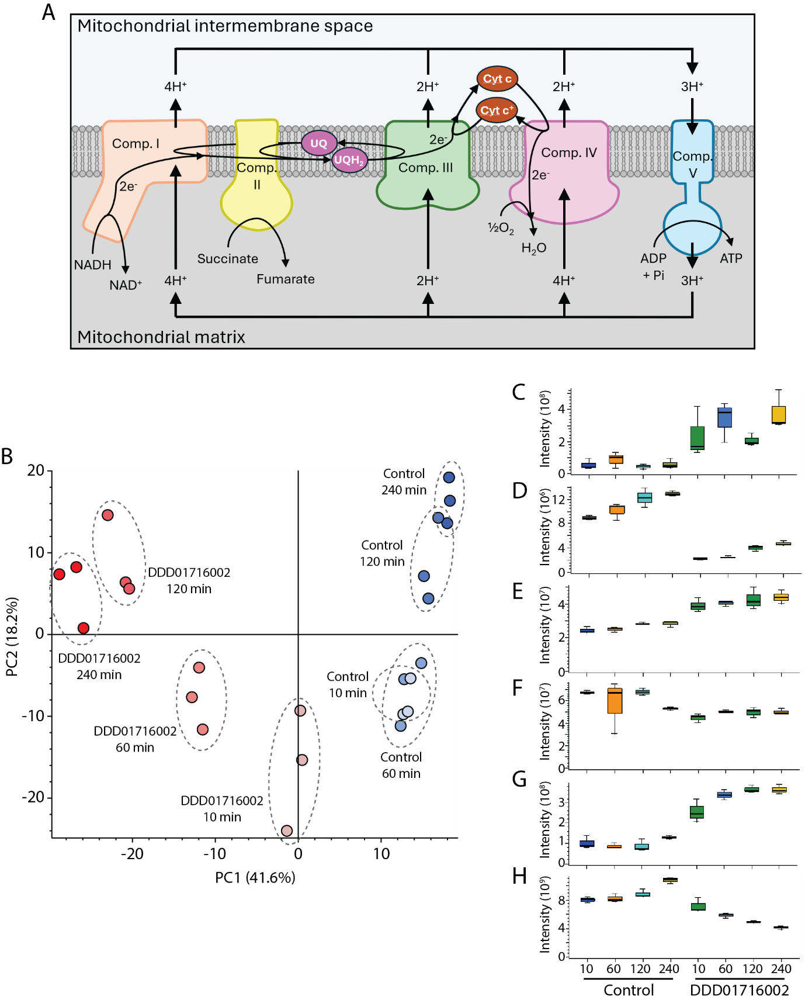 A
Mitochondrial intermembrane space
4H⁺
2H⁺
2H⁺
3H⁺
Cyt c
Cyt c⁺
Comp. I
UQ
UQH₂
2e⁻
Comp.
II
Comp. III
Comp. IV
Comp.
V
2e⁻
2e⁻
½O₂
H₂O
NADH
NAD⁺
Succinate
Fumarate
ADP
+ Pi
ATP
4H⁺
2H⁺
4H⁺
3H⁺
Mitochondrial matrix
B
20
10
0
-10
-20
PC2 (18.2%)
Control
240 min
Control
120 min
DDD01716002
120 min
DDD01716002
240 min
Control
10 min
DDD01716002
60 min
Control
60 min
DDD01716002
10 min
-20
-10
0
10
PC1 (41.6%)
C
Intensity (10⁸)
4
2
0
D
Intensity (10⁶)
12
8
4
0
E
Intensity (10⁷)
4
2
0
F
Intensity (10⁷)
6
4
2
0
G
Intensity (10⁸)
3
2
1
0
H
Intensity (10⁹)
8
4
0
10 60 120 240 10 60 120 240
Control DDD01716002